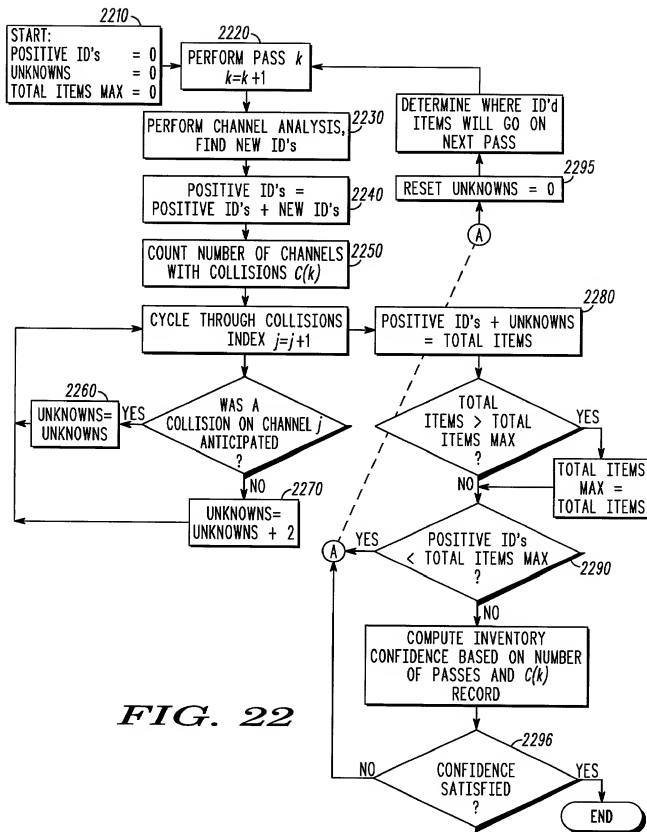 2210
START:
POSITIVE ID's = 0
UNKNOWNS = 0
TOTAL ITEMS MAX = 0
2220
PERFORM PASS k
k=k+1
2230
PERFORM CHANNEL ANALYSIS,
FIND NEW ID's
POSITIVE ID's =
POSITIVE ID's + NEW ID's
2240
2250
COUNT NUMBER OF CHANNELS
WITH COLLISIONS C(k)
CYCLE THROUGH COLLISIONS
INDEX j=j+1
WAS A
COLLISION ON CHANNEL j
ANTICIPATED
?
YES
2260
UNKNOWNS=
UNKNOWNS
NO
2270
UNKNOWNS=
UNKNOWNS + 2
DETERMINE WHERE ID'd
ITEMS WILL GO ON
NEXT PASS
2295
RESET UNKNOWNS = 0
A
2280
POSITIVE ID's + UNKNOWNS
= TOTAL ITEMS
TOTAL
ITEMS > TOTAL
ITEMS MAX
?
YES
TOTAL ITEMS
MAX =
TOTAL ITEMS
NO
POSITIVE ID's
< TOTAL ITEMS MAX
?
2290
YES
A
NO
COMPUTE INVENTORY
CONFIDENCE BASED ON NUMBER
OF PASSES AND C(k)
RECORD
2296
CONFIDENCE
SATISFIED
?
NO
YES
END
FIG. 22